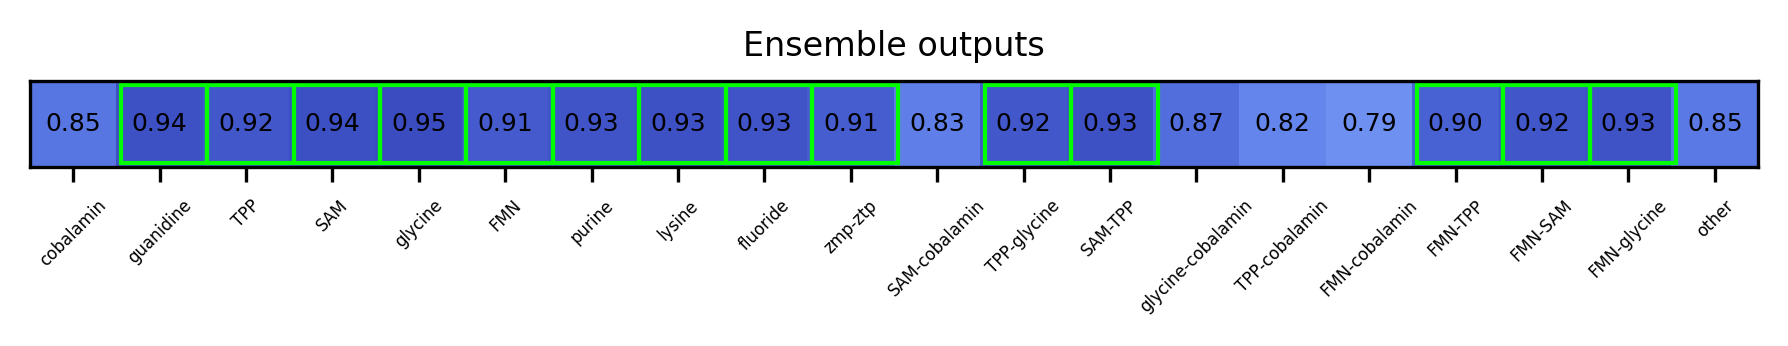 Ensemble outputs
0.85 0.94 0.92 0.94 0.95 0.91 0.93 0.93 0.93 0.91 0.83 0.92 0.93 0.87 0.82 0.79 0.90 0.92 0.93 0.85
cobalamin guanidine TPP SAM glycine FMN purine lysine fluoride zmp-ztp SAM-cobalamin TPP-glycine SAM-TPP glycine-cobalamin TPP-cobalamin FMN-cobalamin FMN-TPP FMN-SAM FMN-glycine other